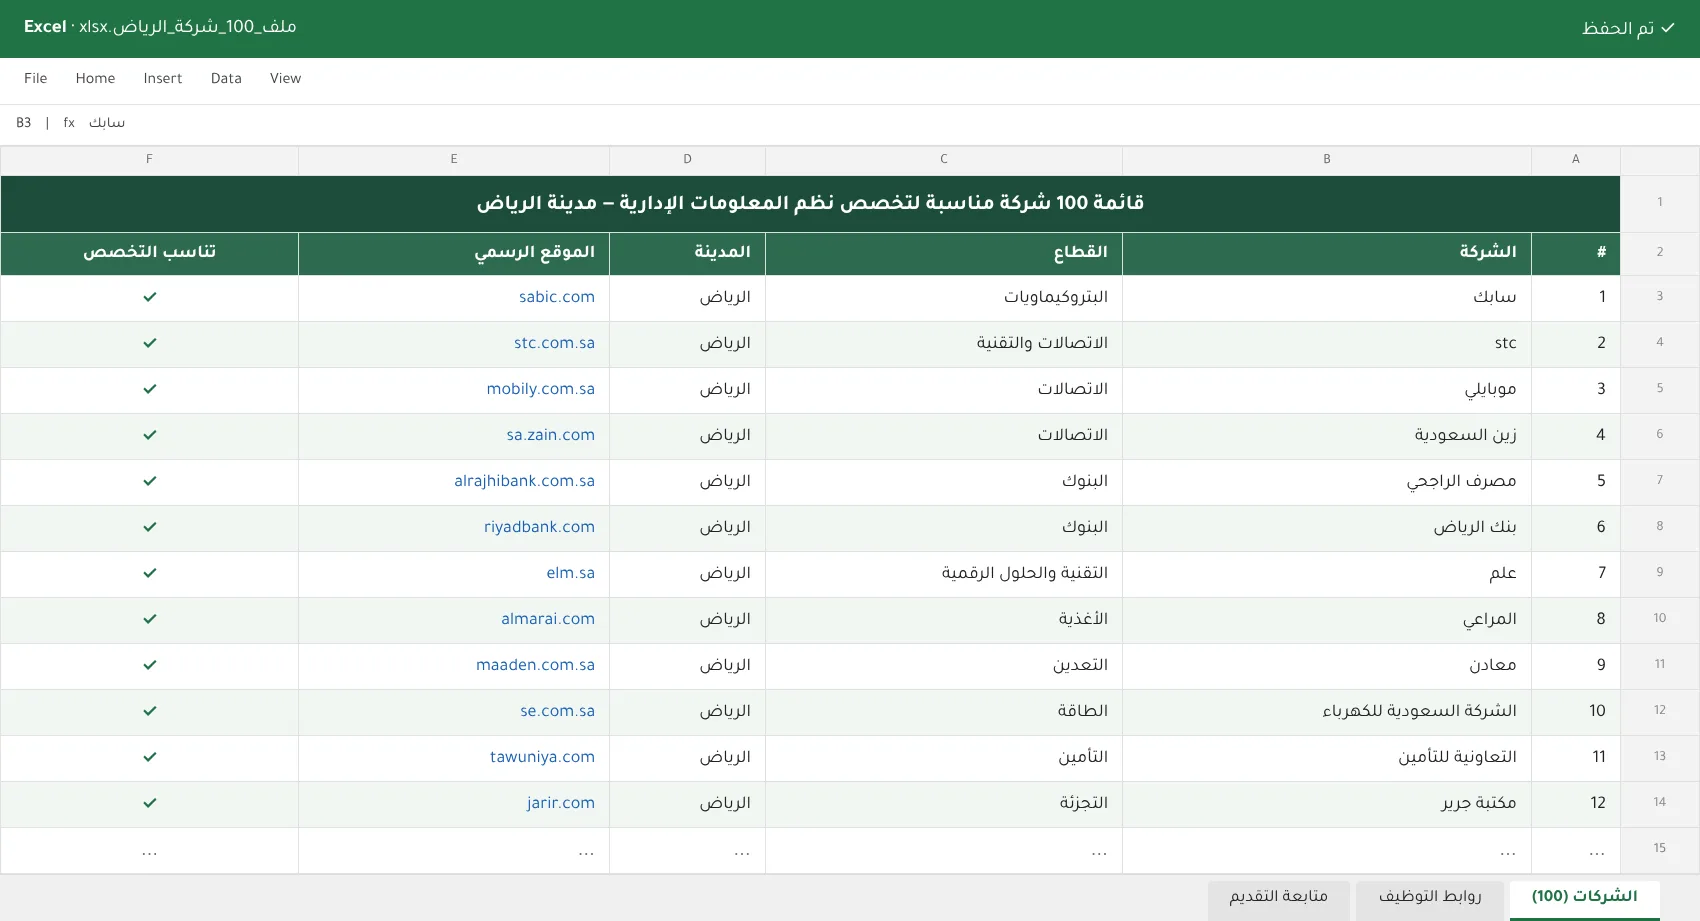 Excel · ملف_100_شركة_الرياض.xlsx
✓ تم الحفظ
File Home Insert Data View
B3 | fx سابك
A B C D E F
1 قائمة 100 شركة مناسبة لتخصص نظم المعلومات الإدارية – مدينة الرياض
2 # الشركة القطاع المدينة الموقع الرسمي تناسب التخصص
3 1 سابك البتروكيماويات الرياض sabic.com ✓
4 2 stc الاتصالات والتقنية الرياض stc.com.sa ✓
5 3 موبايلي الاتصالات الرياض mobily.com.sa ✓
6 4 زين السعودية الاتصالات الرياض sa.zain.com ✓
7 5 مصرف الراجحي البنوك الرياض alrajhibank.com.sa ✓
8 6 بنك الرياض البنوك الرياض riyadbank.com ✓
9 7 علم التقنية والحلول الرقمية الرياض elm.sa ✓
10 8 المراعي الأغذية الرياض almarai.com ✓
11 9 معادن التعدين الرياض maaden.com.sa ✓
12 10 الشركة السعودية للكهرباء الطاقة الرياض se.com.sa ✓
13 11 التعاونية للتأمين التأمين الرياض tawuniya.com ✓
14 12 مكتبة جرير التجزئة الرياض jarir.com ✓
15 ... ... ... ... ... ...
الشركات (100) روابط التوظيف متابعة التقديم